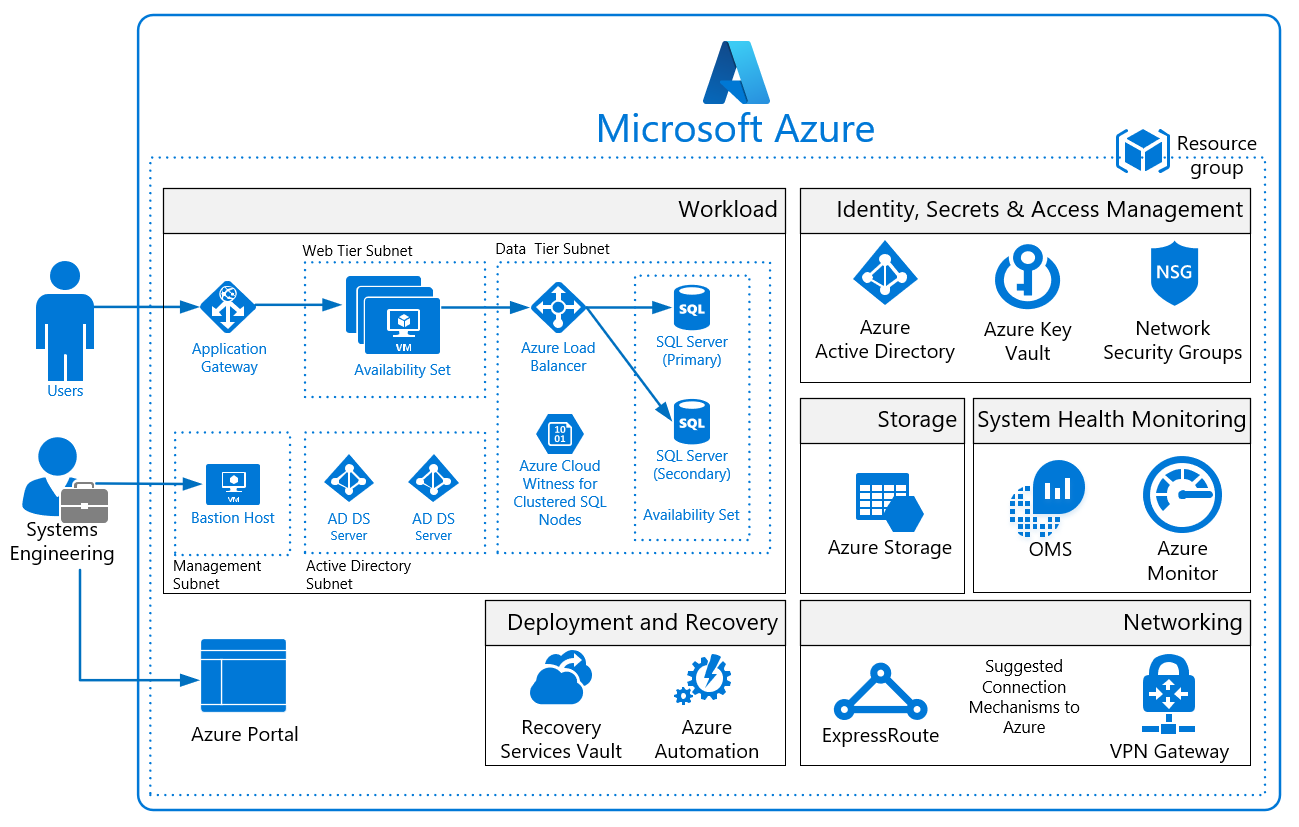 Microsoft Azure
Resource
group
Workload
Web Tier Subnet
Data Tier Subnet
Users
Application
Gateway
VM
Availability Set
Azure Load
Balancer
SQL
SQL Server
(Primary)
SQL
SQL Server
(Secondary)
Availability Set
10
01
Azure Cloud
Witness for
Clustered SQL
Nodes
Systems
Engineering
VM
Bastion Host
Management
Subnet
AD DS
Server
AD DS
Server
Active Directory
Subnet
Azure Portal
Identity, Secrets & Access Management
Azure
Active Directory
Azure Key
Vault
NSG
Network
Security Groups
Storage
Azure Storage
System Health Monitoring
OMS
Azure
Monitor
Deployment and Recovery
Recovery
Services Vault
Azure
Automation
Networking
ExpressRoute
Suggested
Connection
Mechanisms to
Azure
VPN Gateway